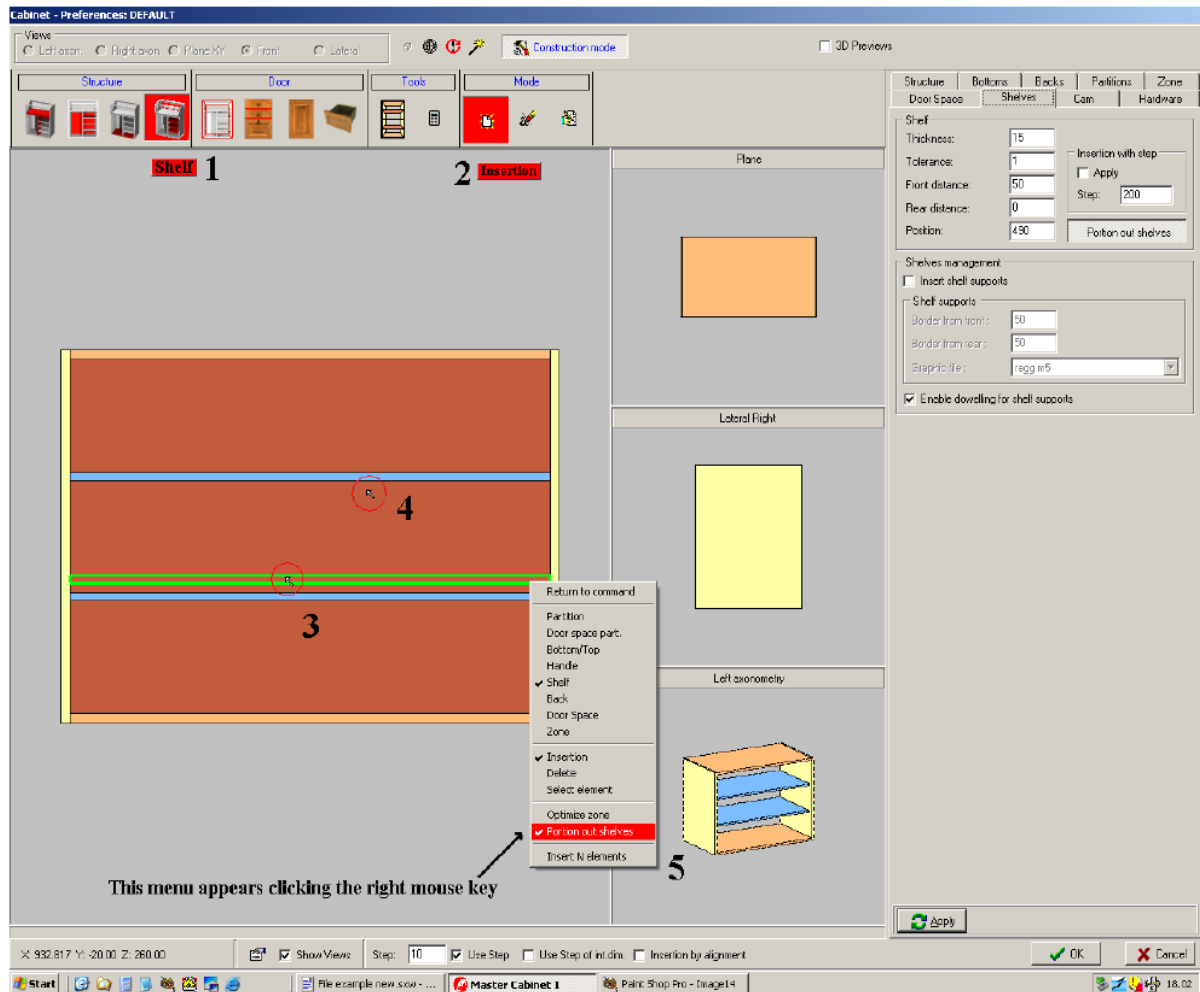 Cabinet - Preferences: DEFAULT
Views
Left axon.
Right axon.
Plane XY
Front
Lateral
Construction mode
3D Previews
Structure
Door
Tools
Mode
Shelf 1
2 Insertion
Plane
Lateral Right
Left axonometry
4
3
5
Return to command
Partition
Door space part.
Bottom/Top
Handle
Shelf
Back
Door Space
Zone
Insertion
Delete
Select element
Optimize zone
Portion out shelves
Insert N elements
This menu appears clicking the right mouse key
Structure Bottoms Backs Partitions Zone
Door Space Shelves Cam Hardware
Shelf
Thickness: 15
Tolerance: 1
Front distance: 50
Rear distance: 0
Position: 490
Insertion with step
Apply
Step: 200
Portion out shelves
Shelves management
Insert shelf supports
Shelf supports
Border from front: 50
Border from rear: 50
Graphic file: regg m5
Enable dowelling for shelf supports
Apply
X: 932.817 Y: -20.00 Z: 260.00
Show Views
Step: 10
Use Step
Use Step of int.dim.
Insertion by alignment
OK
Cancel
Start
File example new.sxw - ...
Master Cabinet 1
Paint Shop Pro - Image14
18.02